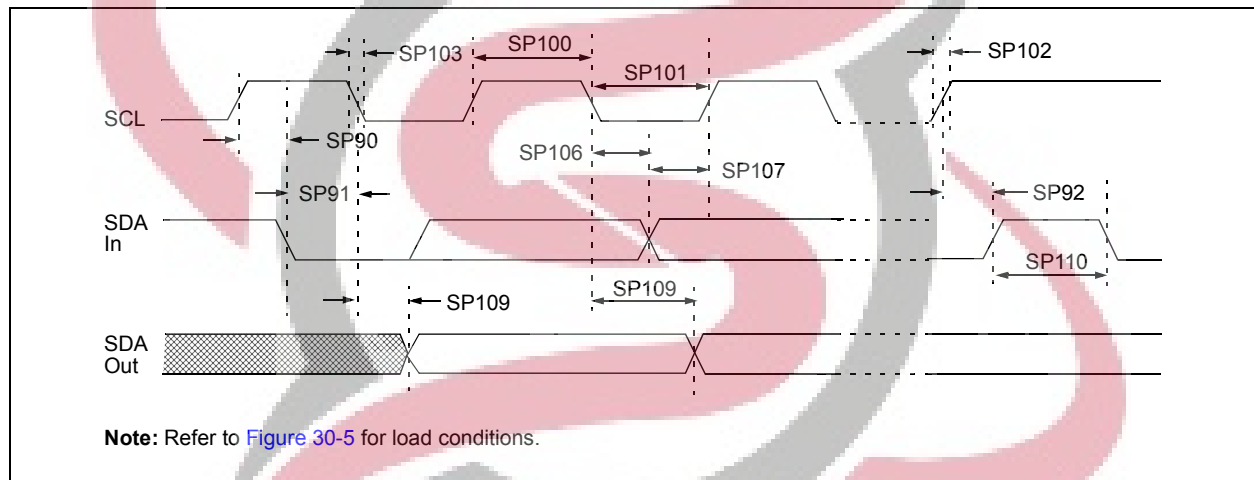 SP103
SP100
SP101
SP102
SCL
SP90
SP106
SP107
SP91
SP92
SDA
In
SP110
SP109
SP109
SDA
Out
Note: Refer to Figure 30-5 for load conditions.